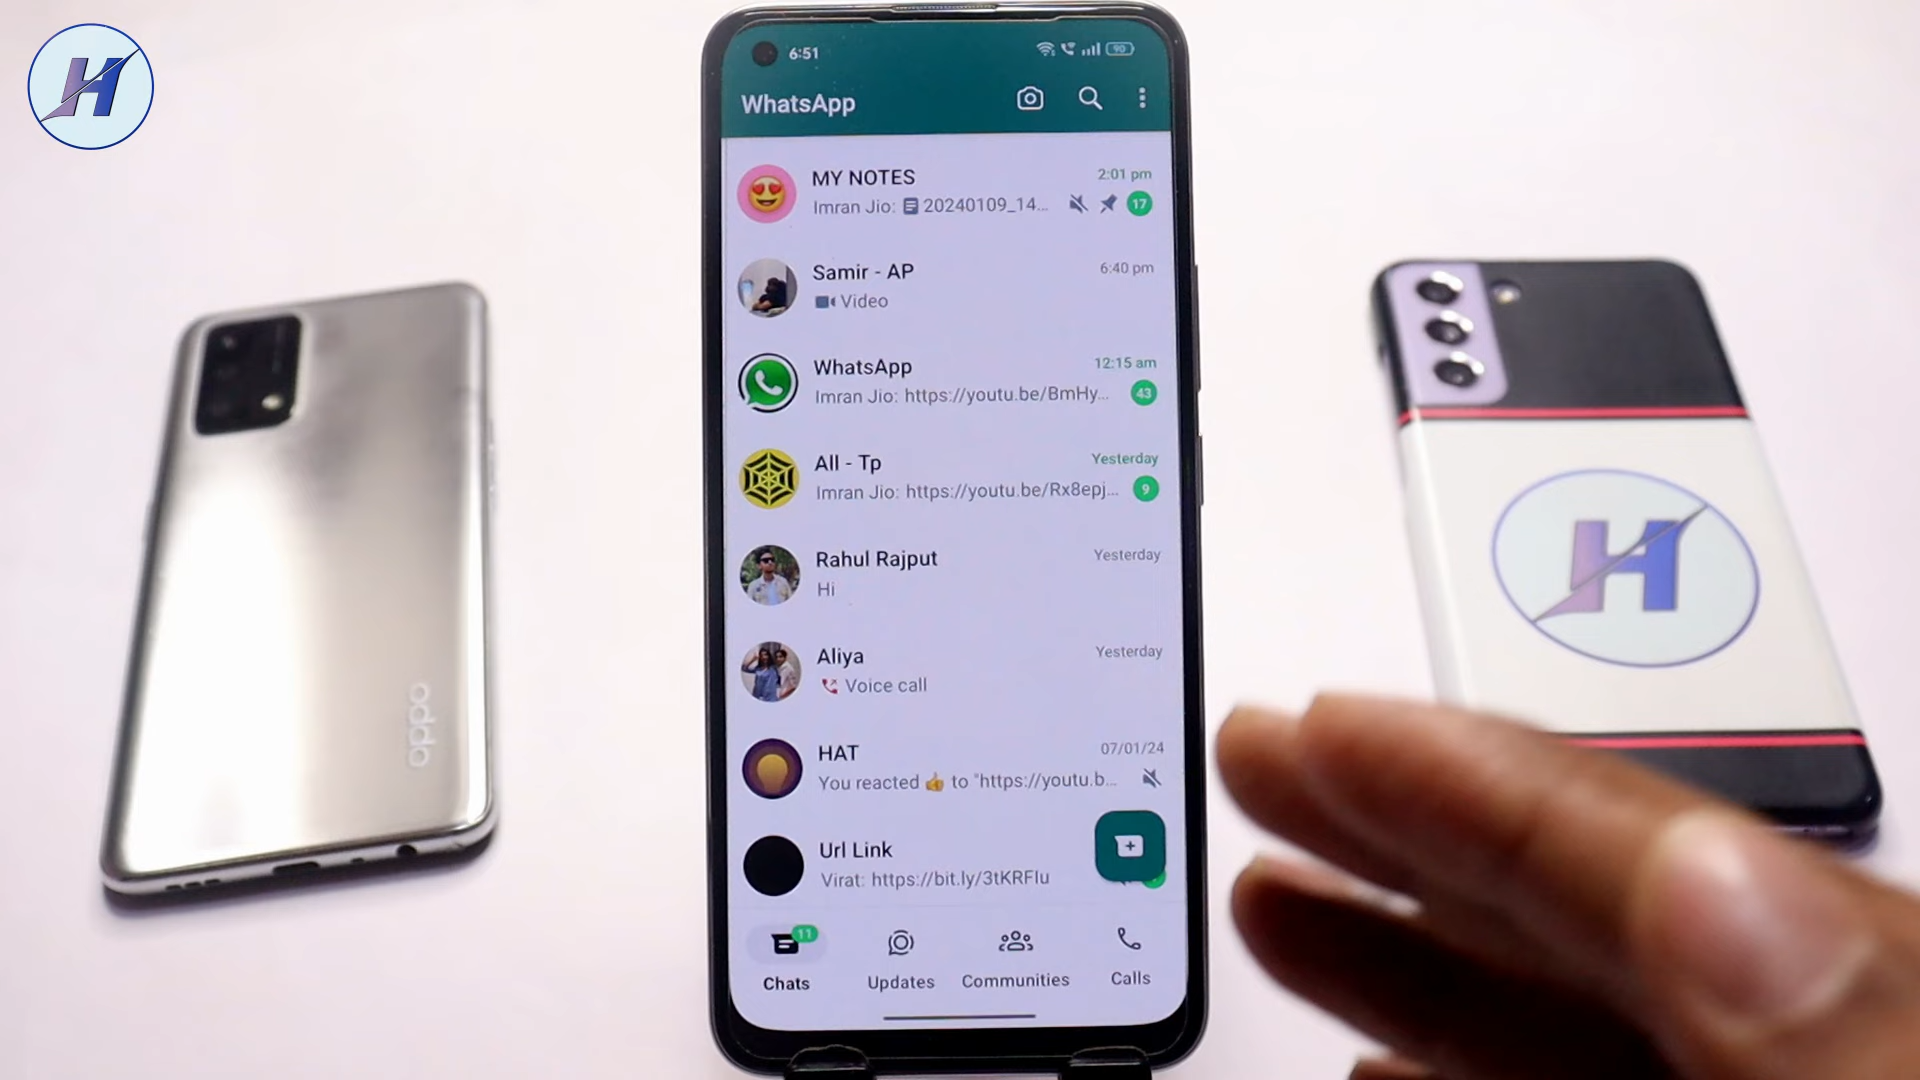 H
6:51
90
WhatsApp
MY NOTES
2:01 pm
Imran Jio: 20240109_14...
17
Samir - AP
6:40 pm
Video
WhatsApp
12:15 am
Imran Jio: https://youtu.be/BmHy...
43
All - Tp
Yesterday
Imran Jio: https://youtu.be/Rx8epj...
9
Rahul Rajput
Yesterday
Hi
Aliya
Yesterday
Voice call
HAT
07/01/24
You reacted 👍 to "https://youtu.b...
Url Link
Virat: https://bit.ly/3tKRFIu
11
Chats
Updates
Communities
Calls
oppo
H